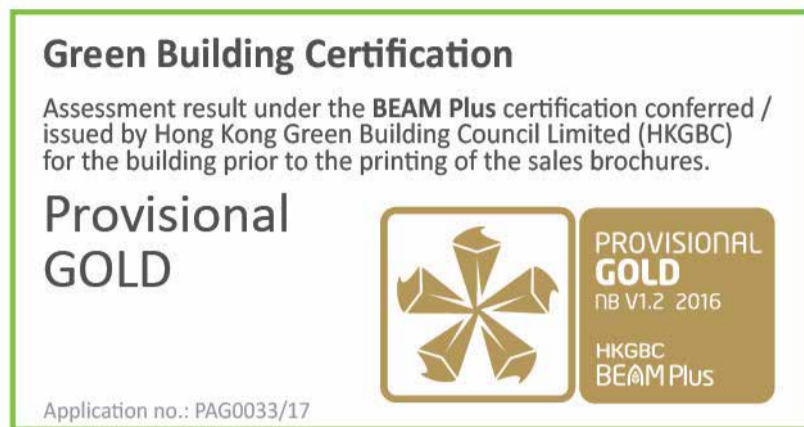 Green Building Certification
Assessment result under the BEAM Plus certification conferred /
issued by Hong Kong Green Building Council Limited (HKGBC)
for the building prior to the printing of the sales brochures.
Provisional
GOLD
PROVISIONAL
GOLD
NB V1.2 2016
HKGBC
BEAM Plus
Application no.: PAG0033/17